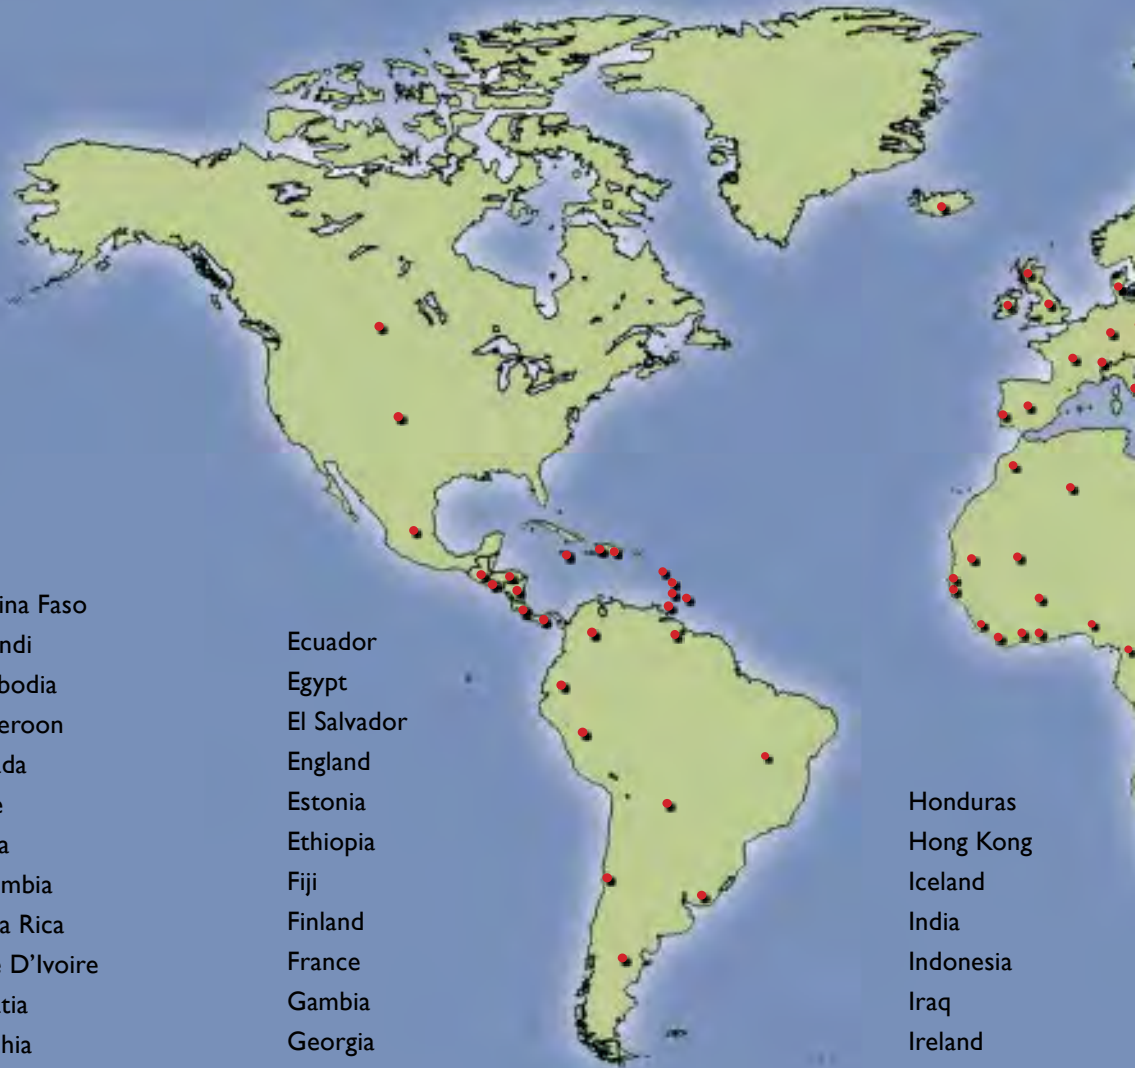 ina Faso
ndi
bodia
eroon
da
e
a
mbia
a Rica
e D'Ivoire
tia
hia
Ecuador
Egypt
El Salvador
England
Estonia
Ethiopia
Fiji
Finland
France
Gambia
Georgia
Honduras
Hong Kong
Iceland
India
Indonesia
Iraq
Ireland